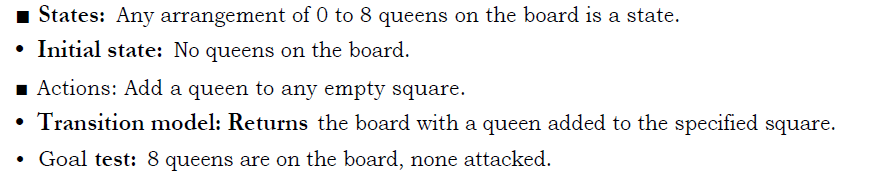 ▪ States: Any arrangement of 0 to 8 queens on the board is a state.
• Initial state: No queens on the board.
▪ Actions: Add a queen to any empty square.
• Transition model: Returns the board with a queen added to the specified square.
• Goal test: 8 queens are on the board, none attacked.